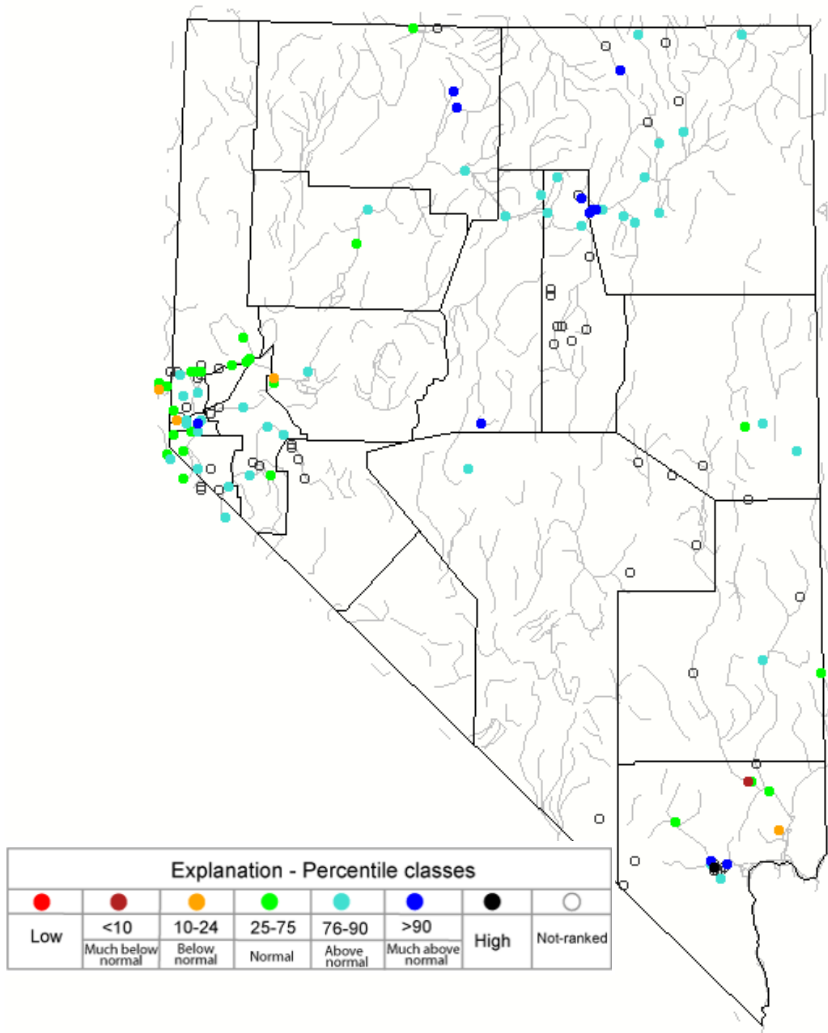 Explanation - Percentile classes
Low <10 10-24 25-75 76-90 >90 High Not-ranked
Much below normal Below normal Normal Above normal Much above normal